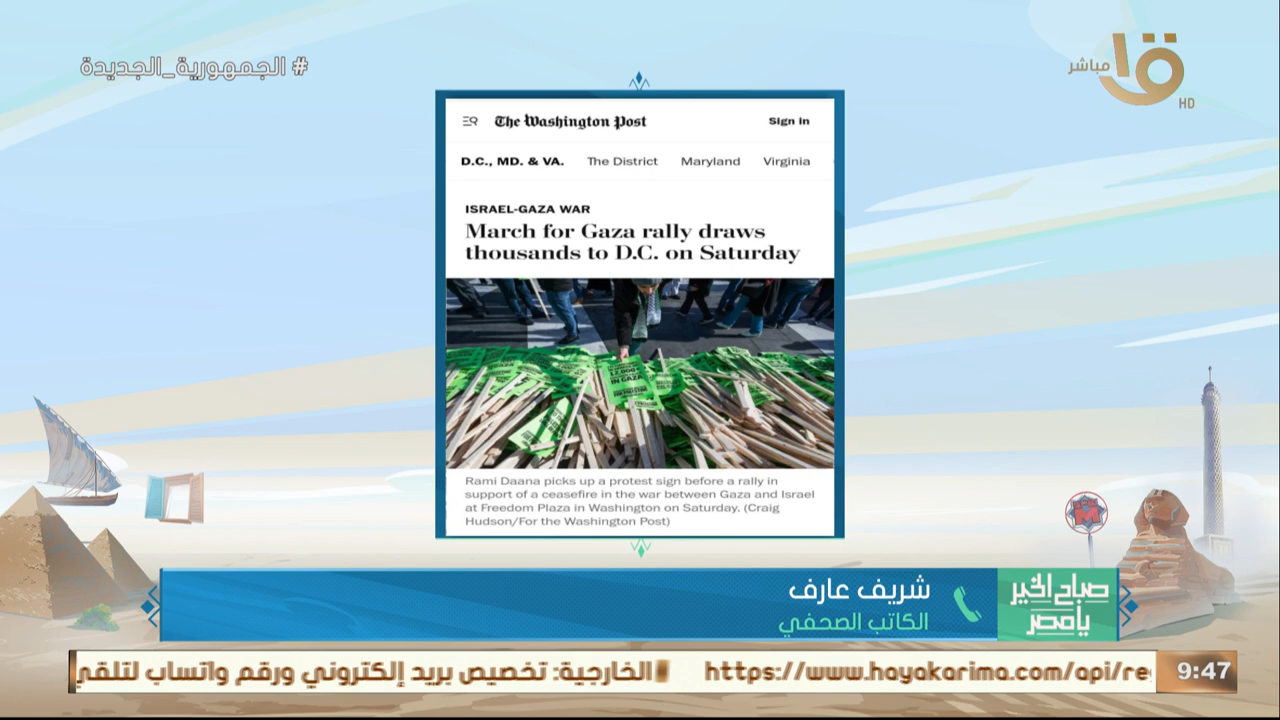 # الجمهورية_الجديدة
مباشر
HD
The Washington Post
Sign in
D.C., MD. & VA. The District Maryland Virginia
ISRAEL-GAZA WAR
March for Gaza rally draws
thousands to D.C. on Saturday
12,000+
IN GAZA
Rami Daana picks up a protest sign before a rally in
support of a ceasefire in the war between Gaza and Israel
at Freedom Plaza in Washington on Saturday. (Craig
Hudson/For the Washington Post)
M
شريف عارف
الكاتب الصحفي
صباح الخير
يا مصر
https://www.hayakarima.com/api/re
الخارجية: تخصيص بريد إلكتروني ورقم واتساب لتلقي
9:47